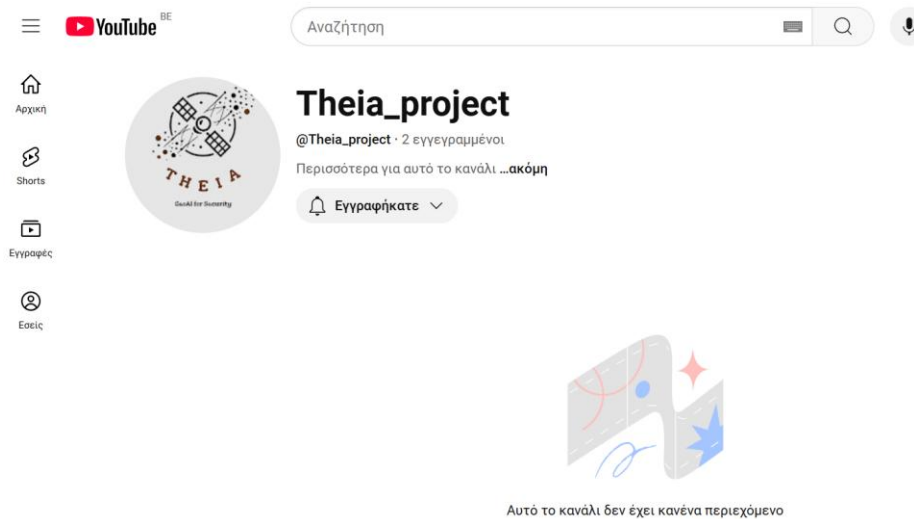 YouTube BE
Αναζήτηση
Αρχική
Shorts
Εγγραφές
Εσείς
THEIA
Theia_project
@Theia_project · 2 εγγεγραμμένοι
Περισσότερα για αυτό το κανάλι ...ακόμη
Εγγραφήκατε
Αυτό το κανάλι δεν έχει κανένα περιεχόμενο